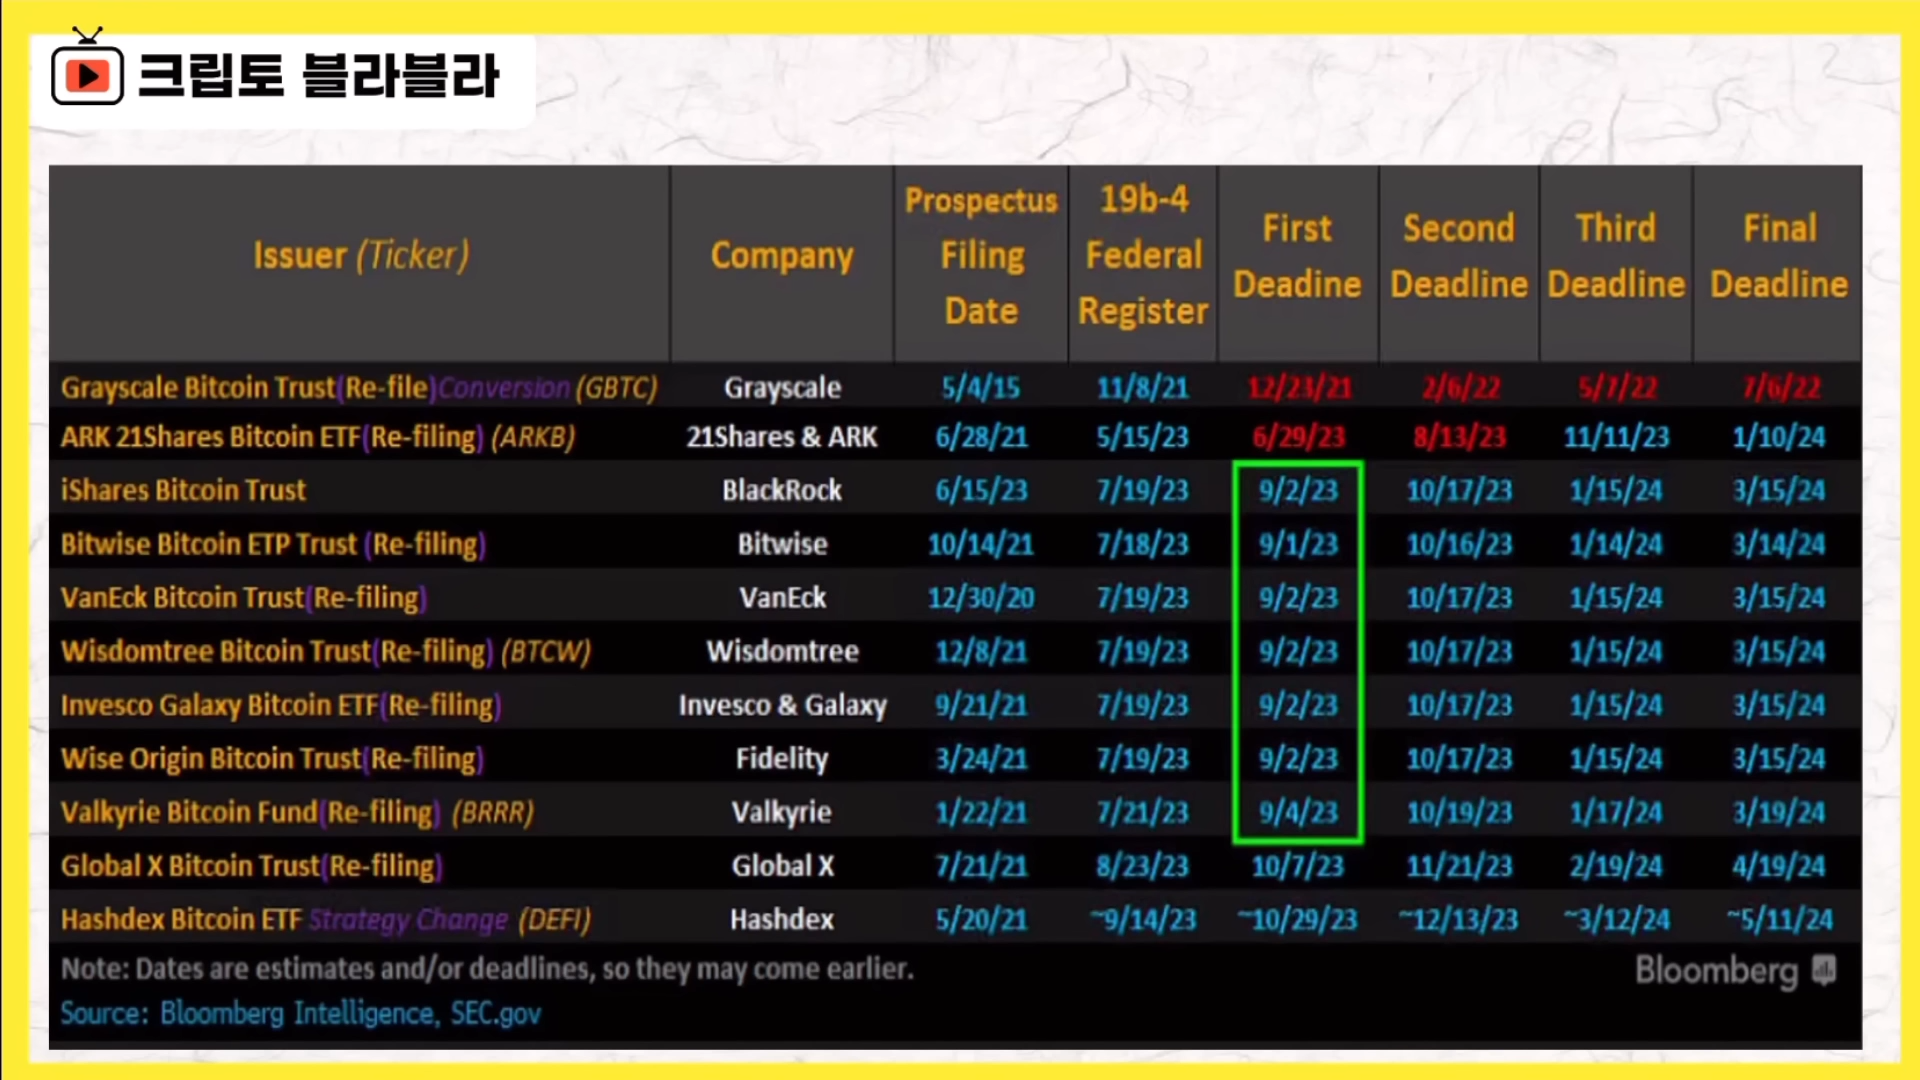 크립토 블라블라
Issuer (Ticker) Company Prospectus Filing Date 19b-4 Federal Register First Deadine Second Deadline Third Deadline Final Deadline
Grayscale Bitcoin Trust(Re-file)Conversion (GBTC) Grayscale 5/4/15 11/8/21 12/23/21 2/6/22 5/7/22 7/6/22
ARK 21Shares Bitcoin ETF(Re-filing) (ARKB) 21Shares & ARK 6/28/21 5/15/23 6/29/23 8/13/23 11/11/23 1/10/24
iShares Bitcoin Trust BlackRock 6/15/23 7/19/23 9/2/23 10/17/23 1/15/24 3/15/24
Bitwise Bitcoin ETP Trust (Re-filing) Bitwise 10/14/21 7/18/23 9/1/23 10/16/23 1/14/24 3/14/24
VanEck Bitcoin Trust(Re-filing) VanEck 12/30/20 7/19/23 9/2/23 10/17/23 1/15/24 3/15/24
Wisdomtree Bitcoin Trust(Re-filing) (BTCW) Wisdomtree 12/8/21 7/19/23 9/2/23 10/17/23 1/15/24 3/15/24
Invesco Galaxy Bitcoin ETF(Re-filing) Invesco & Galaxy 9/21/21 7/19/23 9/2/23 10/17/23 1/15/24 3/15/24
Wise Origin Bitcoin Trust(Re-filing) Fidelity 3/24/21 7/19/23 9/2/23 10/17/23 1/15/24 3/15/24
Valkyrie Bitcoin Fund(Re-filing) (BRRR) Valkyrie 1/22/21 7/21/23 9/4/23 10/19/23 1/17/24 3/19/24
Global X Bitcoin Trust(Re-filing) Global X 7/21/21 8/23/23 10/7/23 11/21/23 2/19/24 4/19/24
Hashdex Bitcoin ETF Strategy Change (DEFI) Hashdex 5/20/21 ~9/14/23 ~10/29/23 ~12/13/23 ~3/12/24 ~5/11/24
Note: Dates are estimates and/or deadlines, so they may come earlier. Bloomberg
Source: Bloomberg Intelligence, SEC.gov